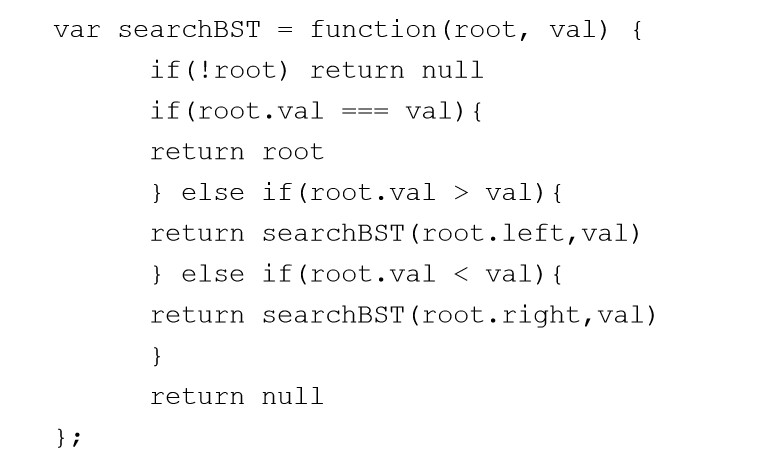 var searchBST = function(root, val) {
if(!root) return null
if(root.val === val){
return root
} else if(root.val > val){
return searchBST(root.left,val)
} else if(root.val < val){
return searchBST(root.right,val)
}
return null
};